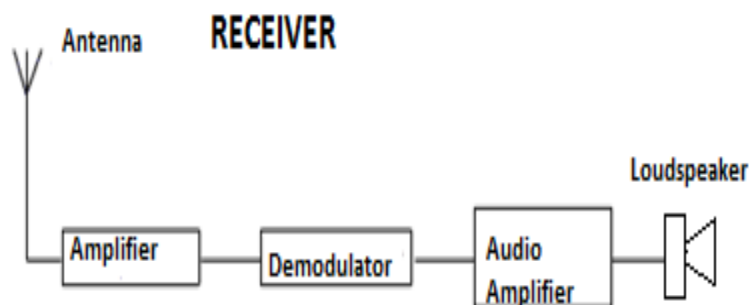 RECEIVER
Antenna
Loudspeaker
Amplifier
Demodulator
Audio
Amplifier